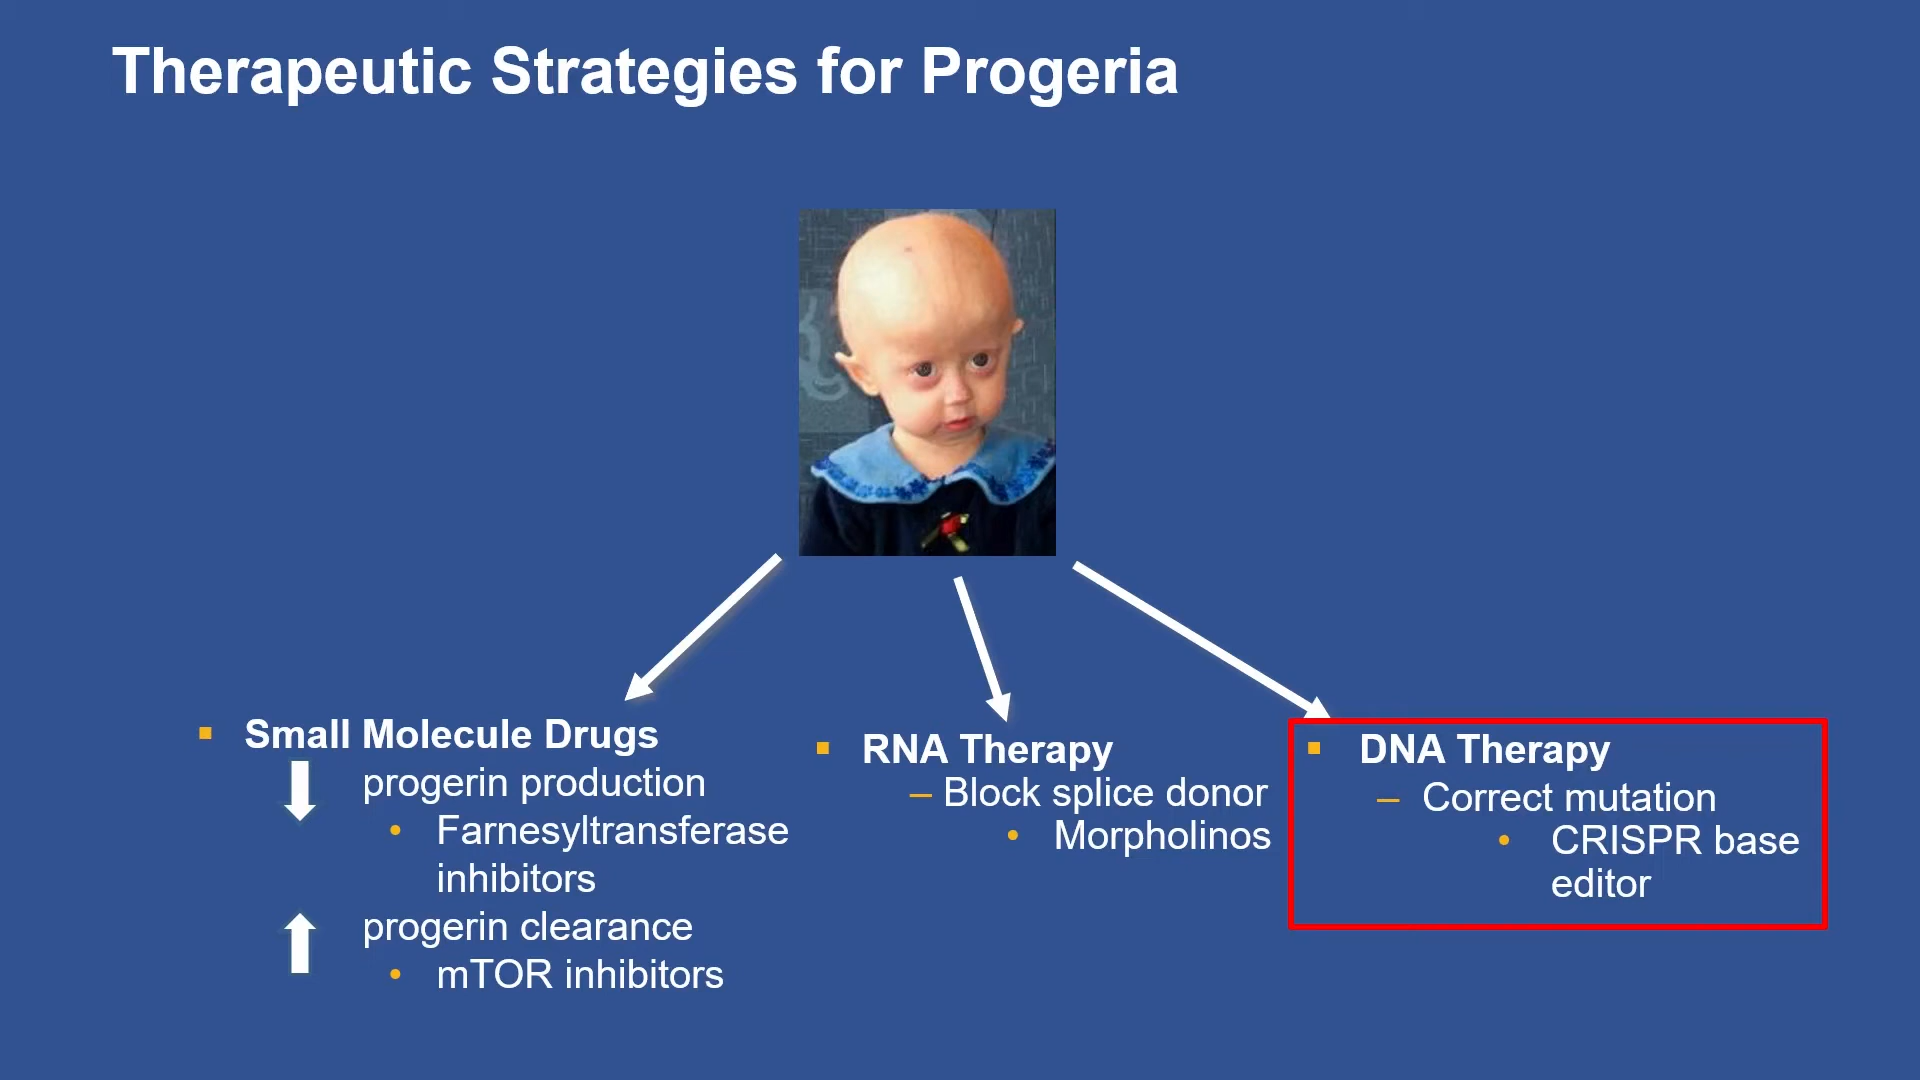 Therapeutic Strategies for Progeria
Small Molecule Drugs
progerin production
Farnesyltransferase
inhibitors
progerin clearance
mTOR inhibitors
RNA Therapy
– Block splice donor
Morpholinos
DNA Therapy
– Correct mutation
CRISPR base
editor